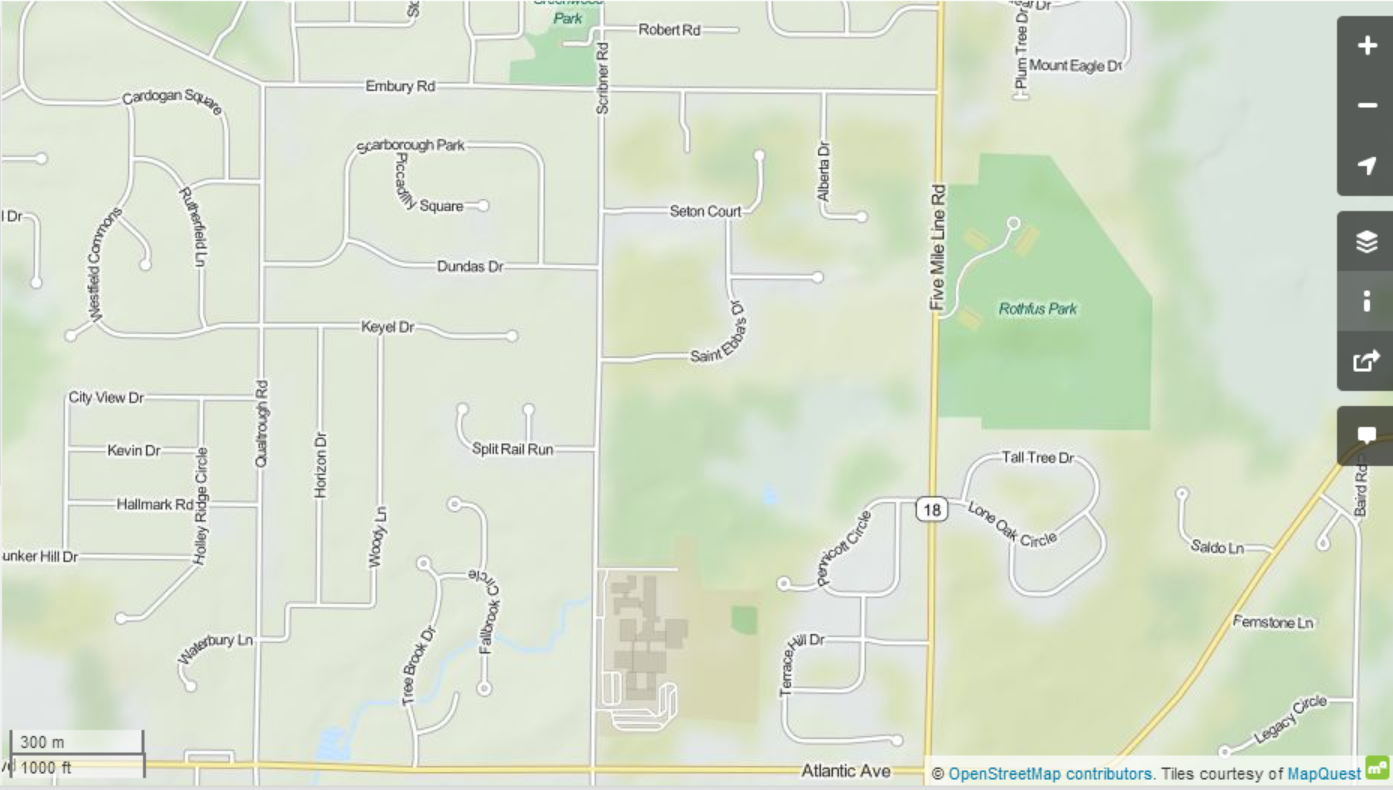 Greenwood
Park
Robert Rd
Plum Tree Dr
Mount Eagle Dr
Embury Rd
Scribner Rd
Cardogan Square
Scarborough Park
Piccadilly Square
Alberta Dr
Rutherfield Ln
Seton Court
Five Mile Line Rd
l Dr
Westfield Commons
Dundas Dr
Rothfus Park
Keyel Dr
Saint Ebba's Dr
City View Dr
Qualtrough Rd
Horizon Dr
Kevin Dr
Split Rail Run
Tall Tree Dr
Baird Rd
Hallmark Rd
Holley Ridge Circle
18
Lone Oak Circle
Woody Ln
Pennicott Circle
Saldo Ln
unker Hill Dr
Fallbrook Circle
Fernstone Ln
Waterbury Ln
Tree Brook Dr
Terrace Hill Dr
Legacy Circle
300 m
1000 ft
Atlantic Ave
© OpenStreetMap contributors. Tiles courtesy of MapQuest